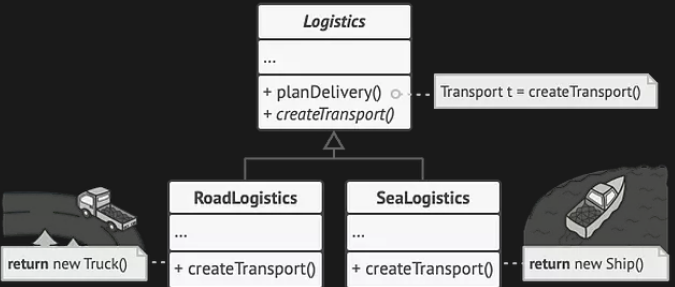 Logistics
...
+ planDelivery()
+ createTransport()
Transport t = createTransport()
RoadLogistics
...
+ createTransport()
return new Truck()
SeaLogistics
...
+ createTransport()
return new Ship()